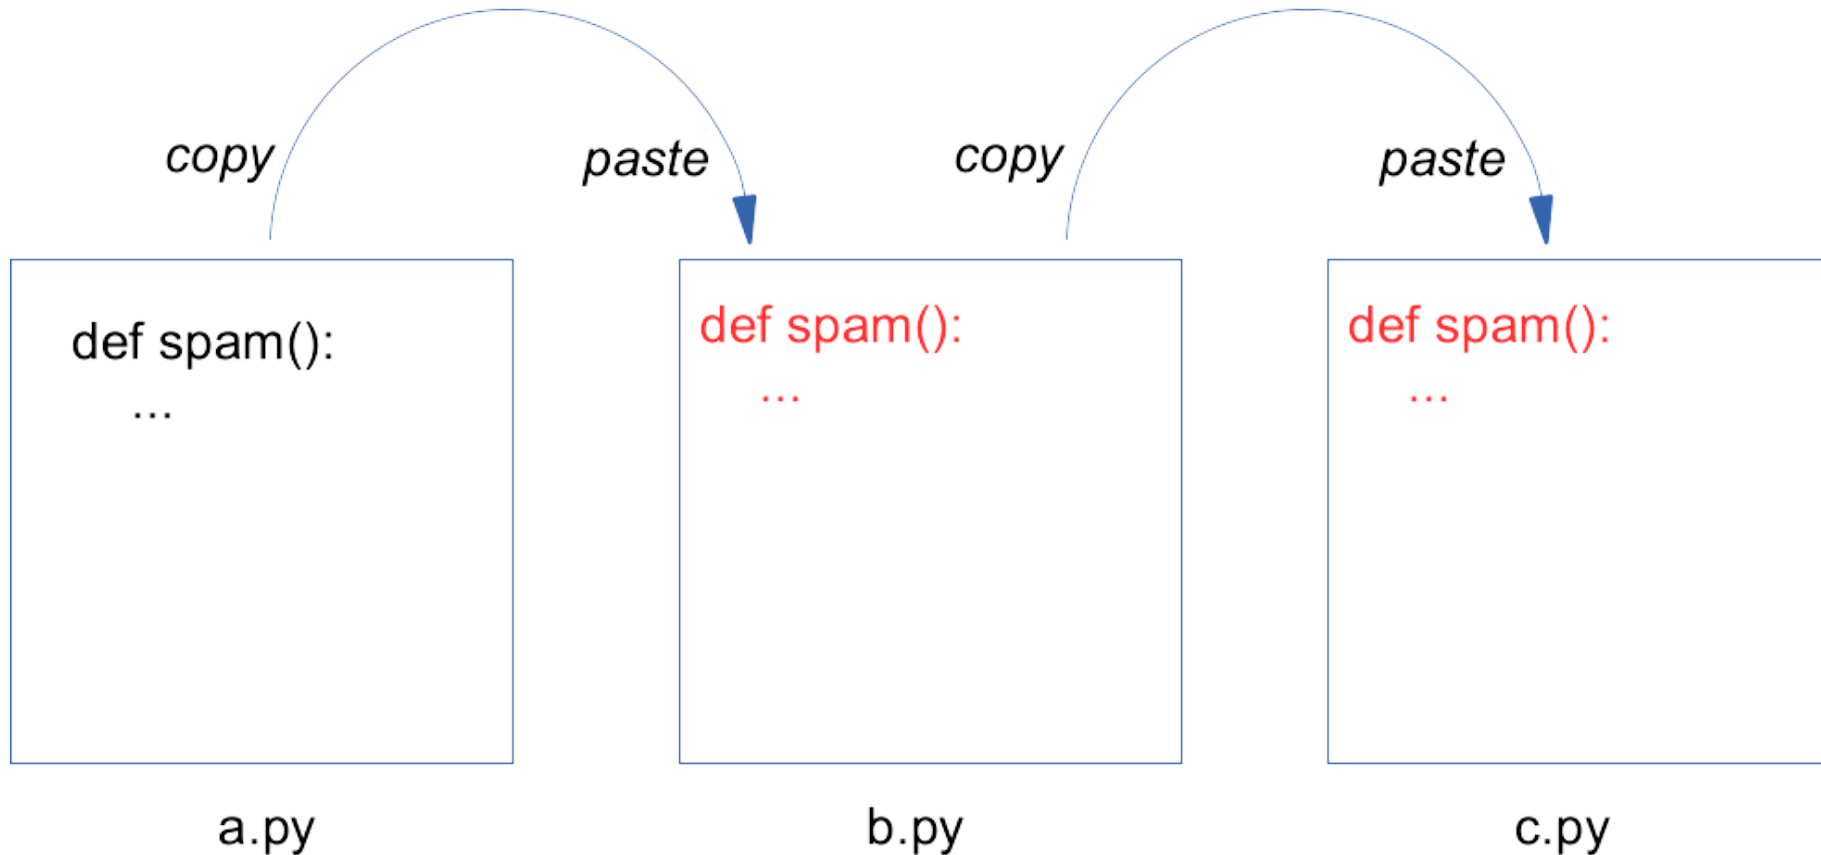 copy
paste
copy
paste
def spam():
...
def spam():
...
def spam():
...
a.py
b.py
c.py